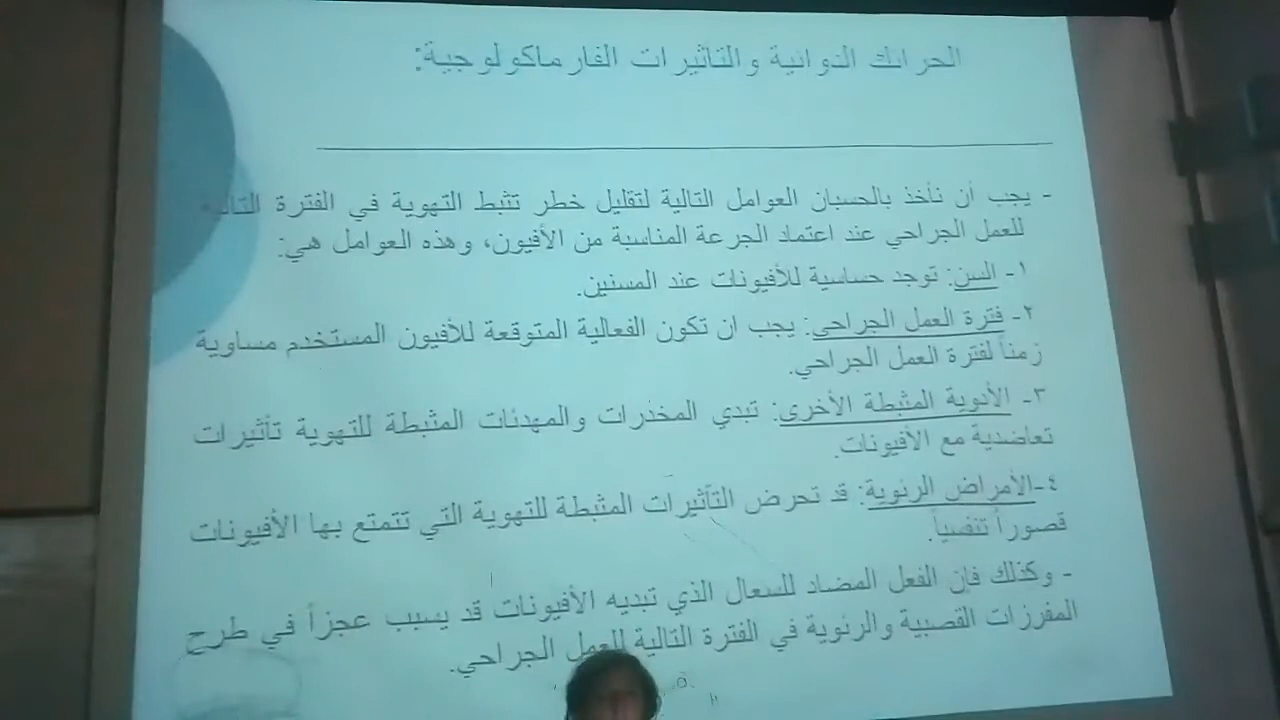 الحرائك الدوائية والتأثيرات الفارماكولوجية:
- يجب أن نأخذ بالحسبان العوامل التالية لتقليل خطر تثبط التهوية في الفترة التالية
للعمل الجراحي عند اعتماد الجرعة المناسبة من الأفيون، وهذه العوامل هي:
١- السن: توجد حساسية للأفيونات عند المسنين.
٢- فترة العمل الجراحي: يجب ان تكون الفعالية المتوقعة للأفيون المستخدم مساوية
زمناً لفترة العمل الجراحي.
٣- الأدوية المثبطة الأخرى: تبدي المخدرات والمهدئات المثبطة للتهوية تأثيرات
تعاضدية مع الأفيونات.
٤-الأمراض الرئوية: قد تحرض التأثيرات المثبطة للتهوية التي تتمتع بها الأفيونات
قصوراً تنفسياً.
- وكذلك فإن الفعل المضاد للسعال الذي تبديه الأفيونات قد يسبب عجزاً في طرح
المفرزات القصبية والرئوية في الفترة التالية للعمل الجراحي.